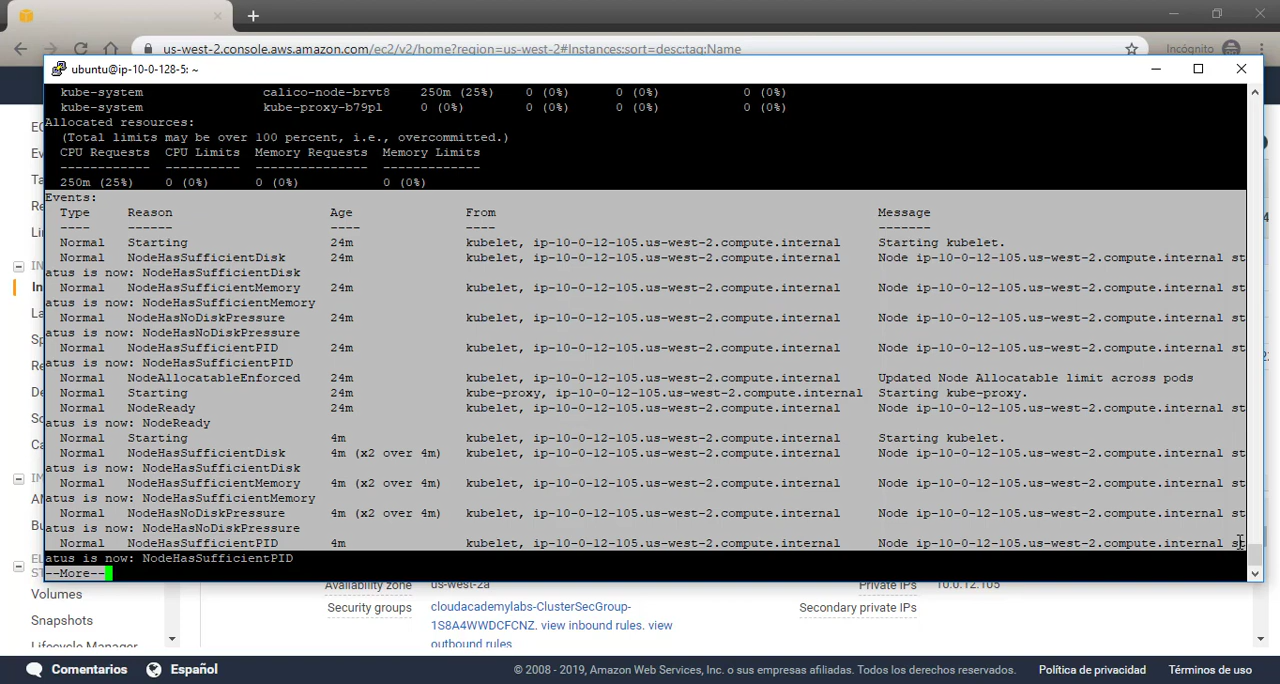 us-west-2.console.aws.amazon.com/ec2/v2/home?region=us-west-2#Instances:sort=desc:tag:Name
Incógnito
ubuntu@ip-10-0-128-5: ~
kube-system calico-node-brvt8 250m (25%) 0 (0%) 0 (0%) 0 (0%)
kube-system kube-proxy-b79pl 0 (0%) 0 (0%) 0 (0%) 0 (0%)
Allocated resources:
(Total limits may be over 100 percent, i.e., overcommitted.)
CPU Requests CPU Limits Memory Requests Memory Limits
------------ ---------- --------------- -------------
250m (25%) 0 (0%) 0 (0%) 0 (0%)
Events:
Type Reason Age From Message
---- ------ ---- ---- -------
Normal Starting 24m kubelet, ip-10-0-12-105.us-west-2.compute.internal Starting kubelet.
Normal NodeHasSufficientDisk 24m kubelet, ip-10-0-12-105.us-west-2.compute.internal Node ip-10-0-12-105.us-west-2.compute.internal st
atus is now: NodeHasSufficientDisk
Normal NodeHasSufficientMemory 24m kubelet, ip-10-0-12-105.us-west-2.compute.internal Node ip-10-0-12-105.us-west-2.compute.internal st
atus is now: NodeHasSufficientMemory
Normal NodeHasNoDiskPressure 24m kubelet, ip-10-0-12-105.us-west-2.compute.internal Node ip-10-0-12-105.us-west-2.compute.internal st
atus is now: NodeHasNoDiskPressure
Normal NodeHasSufficientPID 24m kubelet, ip-10-0-12-105.us-west-2.compute.internal Node ip-10-0-12-105.us-west-2.compute.internal st
atus is now: NodeHasSufficientPID
Normal NodeAllocatableEnforced 24m kubelet, ip-10-0-12-105.us-west-2.compute.internal Updated Node Allocatable limit across pods
Normal Starting 24m kube-proxy, ip-10-0-12-105.us-west-2.compute.internal Starting kube-proxy.
Normal NodeReady 24m kubelet, ip-10-0-12-105.us-west-2.compute.internal Node ip-10-0-12-105.us-west-2.compute.internal st
atus is now: NodeReady
Normal Starting 4m kubelet, ip-10-0-12-105.us-west-2.compute.internal Starting kubelet.
Normal NodeHasSufficientDisk 4m (x2 over 4m) kubelet, ip-10-0-12-105.us-west-2.compute.internal Node ip-10-0-12-105.us-west-2.compute.internal st
atus is now: NodeHasSufficientDisk
Normal NodeHasSufficientMemory 4m (x2 over 4m) kubelet, ip-10-0-12-105.us-west-2.compute.internal Node ip-10-0-12-105.us-west-2.compute.internal st
atus is now: NodeHasSufficientMemory
Normal NodeHasNoDiskPressure 4m (x2 over 4m) kubelet, ip-10-0-12-105.us-west-2.compute.internal Node ip-10-0-12-105.us-west-2.compute.internal st
atus is now: NodeHasNoDiskPressure
Normal NodeHasSufficientPID 4m kubelet, ip-10-0-12-105.us-west-2.compute.internal Node ip-10-0-12-105.us-west-2.compute.internal st
atus is now: NodeHasSufficientPID
--More--
Availability zone us-west-2a Private IPs 10.0.12.105
Volumes
Security groups cloudacademylabs-ClusterSecGroup- Secondary private IPs
Snapshots
1S8A4WWDCFCNZ. view inbound rules. view
outbound rules
Lifecycle Manager
Comentarios Español © 2008 - 2019, Amazon Web Services, Inc. o sus empresas afiliadas. Todos los derechos reservados. Política de privacidad Términos de uso